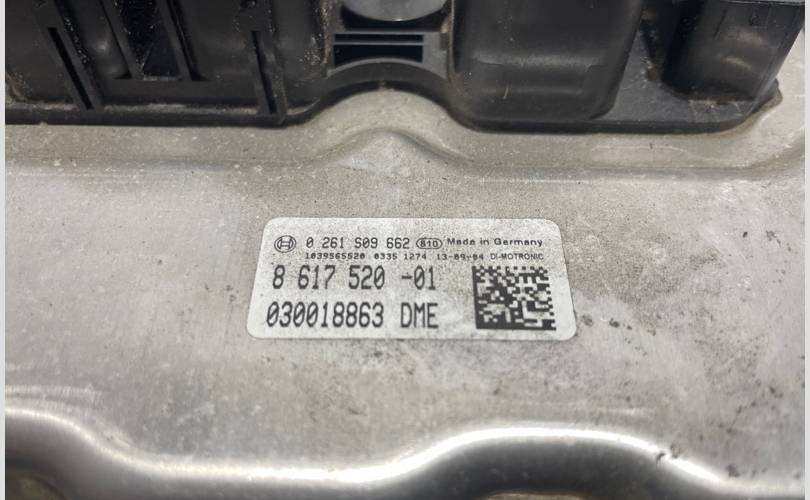 0 261 S09 662 810 Made in Germany
1039S65520 0335 1274 13-09-04 DI-MOTRONIC
8 617 520 -01
030018863 DME